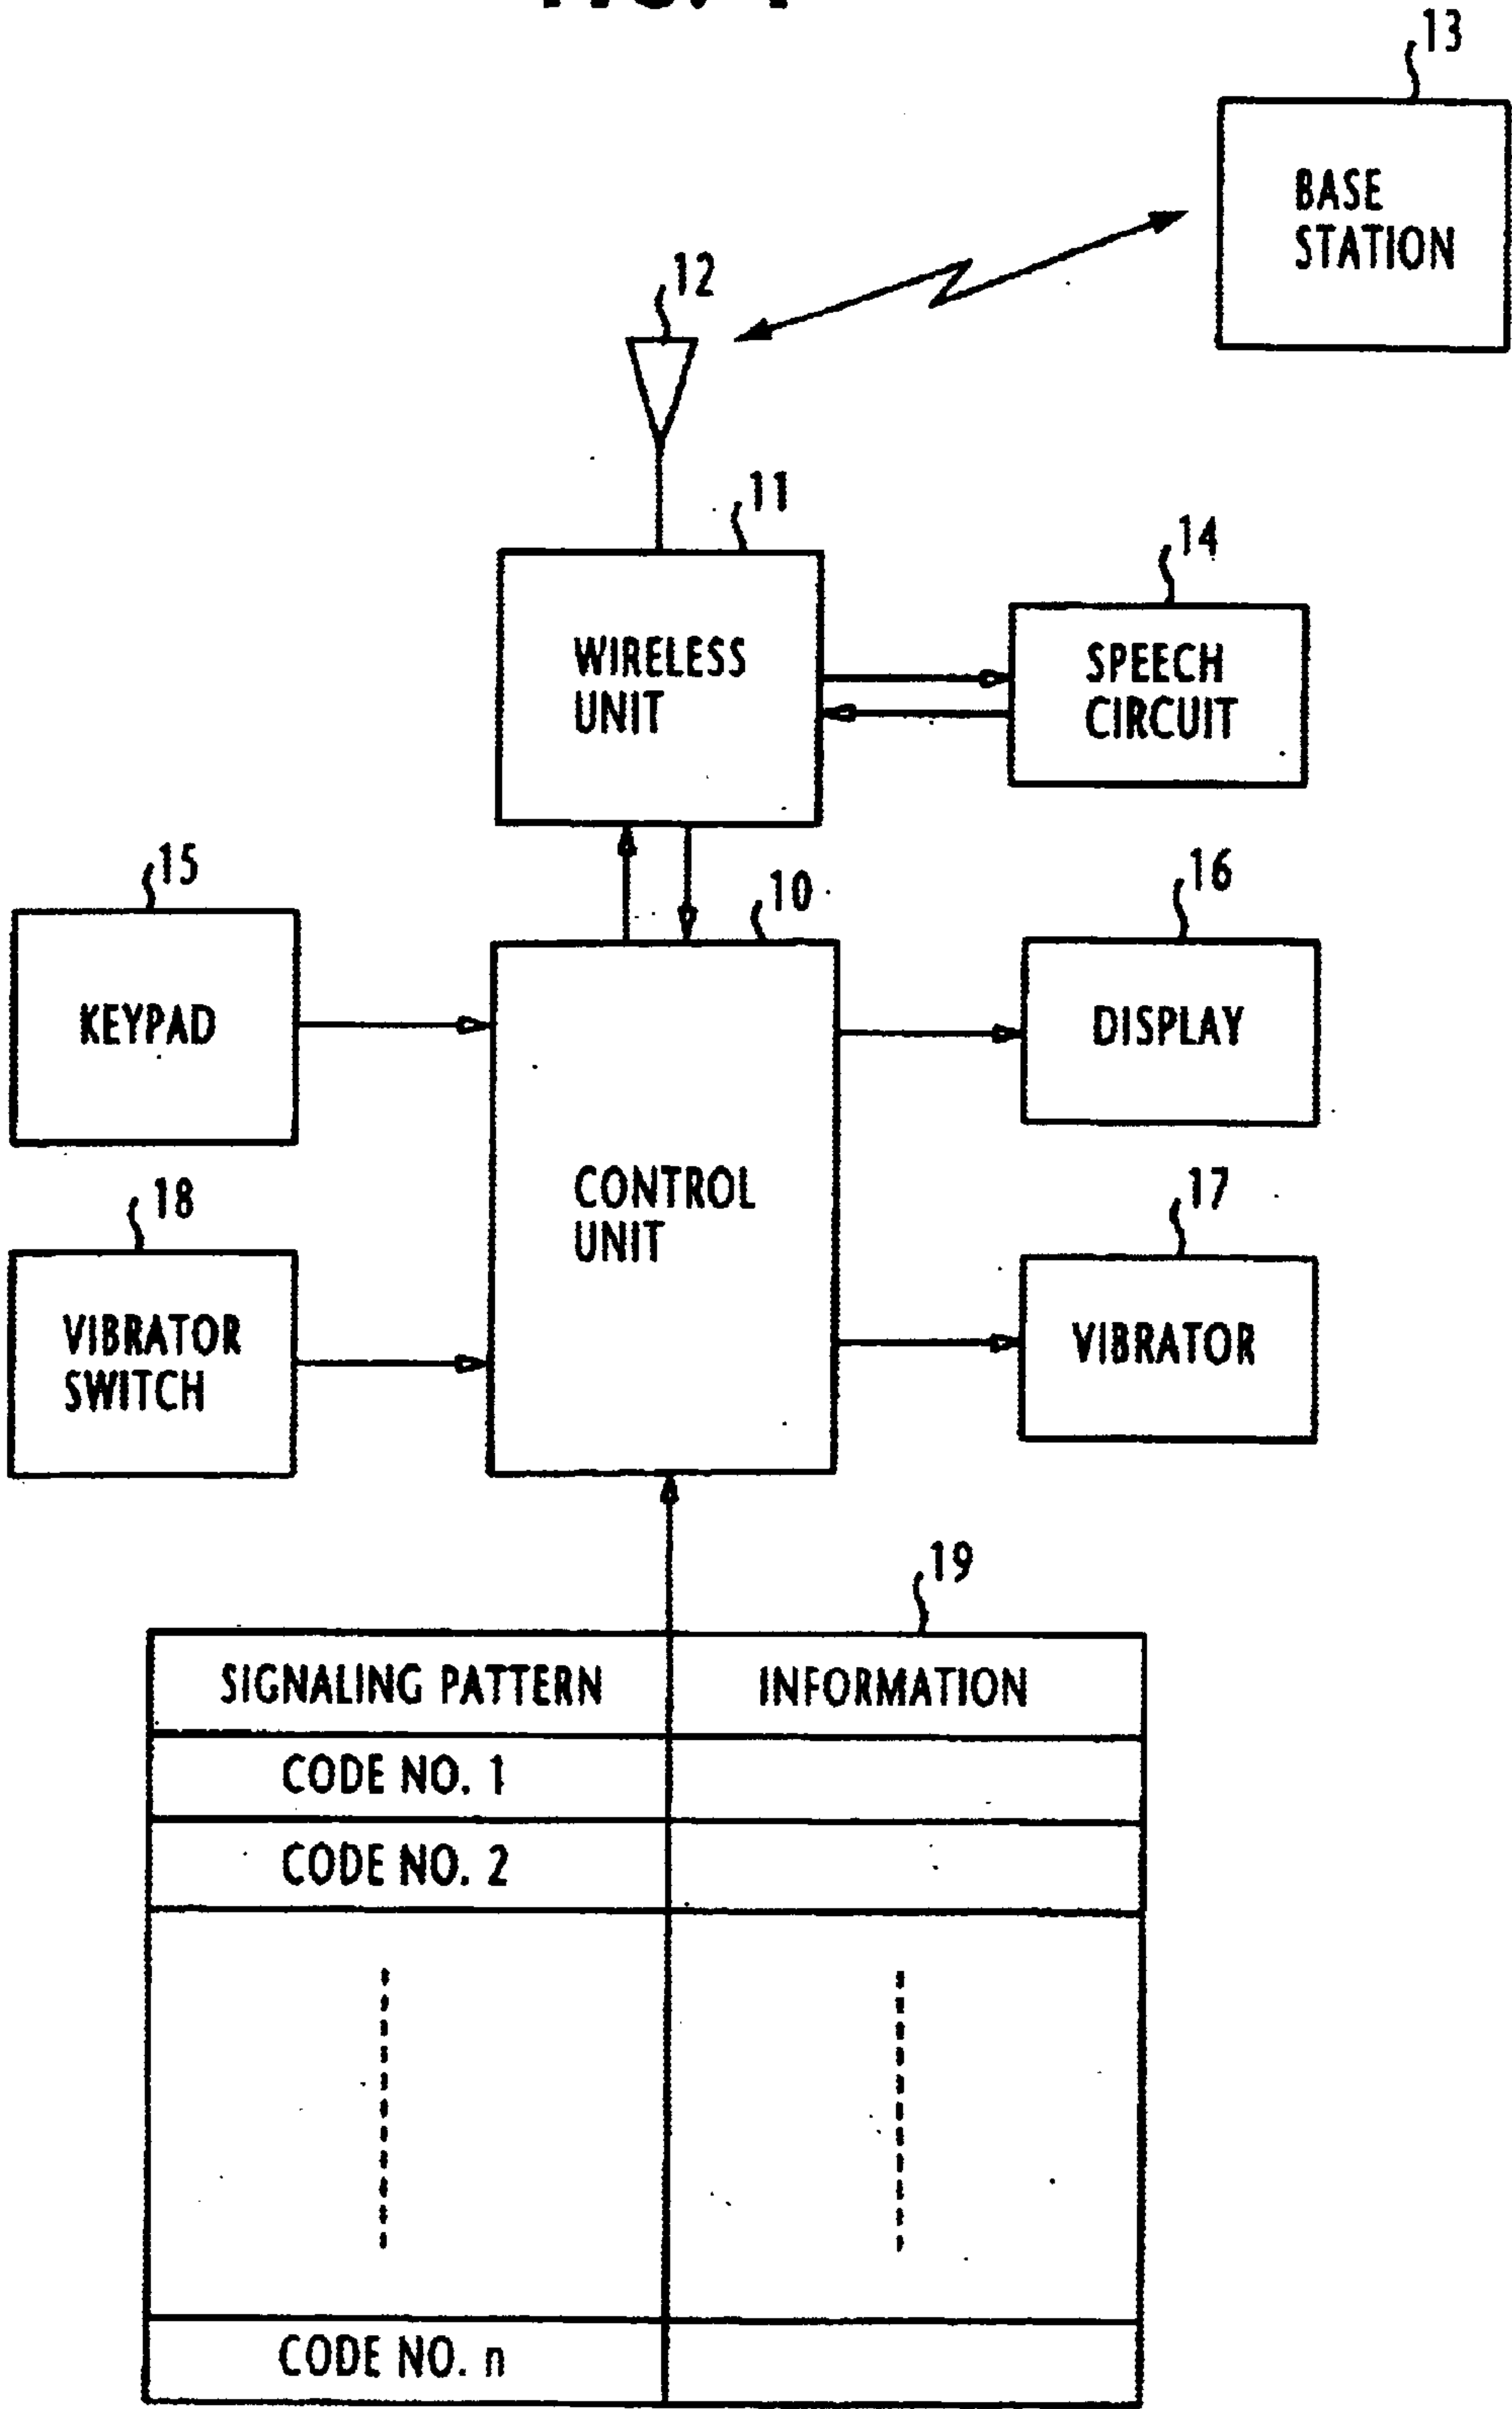 13
BASE
STATION
12
11
14
WIRELESS
UNIT
SPEECH
CIRCUIT
15
10
16
KEYPAD
DISPLAY
18
CONTROL
UNIT
17
VIBRATOR
SWITCH
VIBRATOR
19
SIGNALING PATTERN
INFORMATION
CODE NO. 1
CODE NO. 2
CODE NO. n